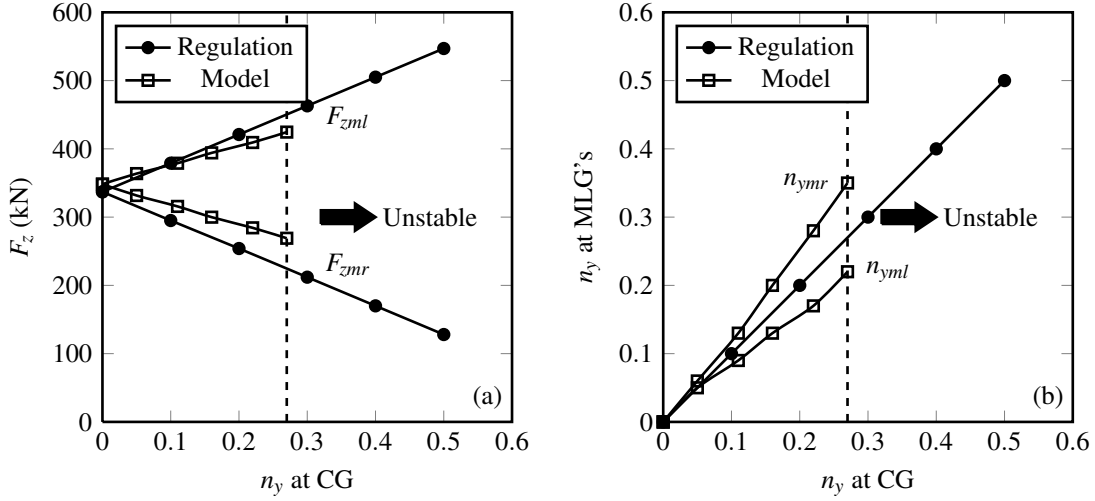 600
500
400
300
200
100
0
F_z (kN)
Regulation
Model
F_zml
Unstable
F_zmr
(a)
0 0.1 0.2 0.3 0.4 0.5 0.6
n_y at CG
0.6
0.5
0.4
0.3
0.2
0.1
0
n_y at MLG's
Regulation
Model
n_ymr
Unstable
n_yml
(b)
0 0.1 0.2 0.3 0.4 0.5 0.6
n_y at CG